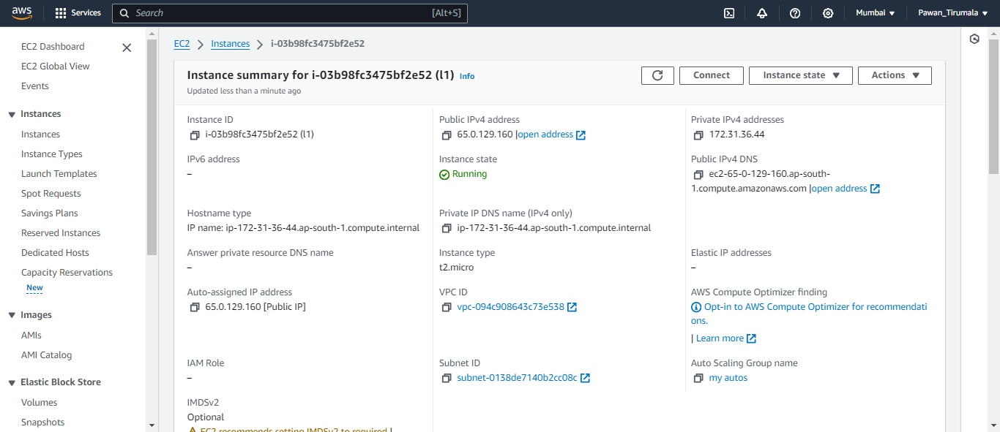 aws
Services
Search
[Alt+S]
Mumbai
Pawan_Tirumala
EC2 Dashboard
EC2 Global View
Events
Instances
Instances
Instance Types
Launch Templates
Spot Requests
Savings Plans
Reserved Instances
Dedicated Hosts
Capacity Reservations
New
Images
AMIs
AMI Catalog
Elastic Block Store
Volumes
Snapshots
EC2 > Instances > i-03b98fc3475bf2e52
Instance summary for i-03b98fc3475bf2e52 (l1) Info
Updated less than a minute ago
Connect
Instance state
Actions
Instance ID
i-03b98fc3475bf2e52 (l1)
Public IPv4 address
65.0.129.160 |open address
Private IPv4 addresses
172.31.36.44
IPv6 address
–
Instance state
Running
Public IPv4 DNS
ec2-65-0-129-160.ap-south-
1.compute.amazonaws.com |open address
Hostname type
IP name: ip-172-31-36-44.ap-south-1.compute.internal
Private IP DNS name (IPv4 only)
ip-172-31-36-44.ap-south-1.compute.internal
Answer private resource DNS name
–
Instance type
t2.micro
Elastic IP addresses
–
Auto-assigned IP address
65.0.129.160 [Public IP]
VPC ID
vpc-094c908643c73e538
AWS Compute Optimizer finding
Opt-in to AWS Compute Optimizer for recommendati
ons.
| Learn more
IAM Role
–
Subnet ID
subnet-0138de7140b2cc08c
Auto Scaling Group name
my autos
IMDSv2
Optional
EC2 recommends setting IMDSv2 to required |